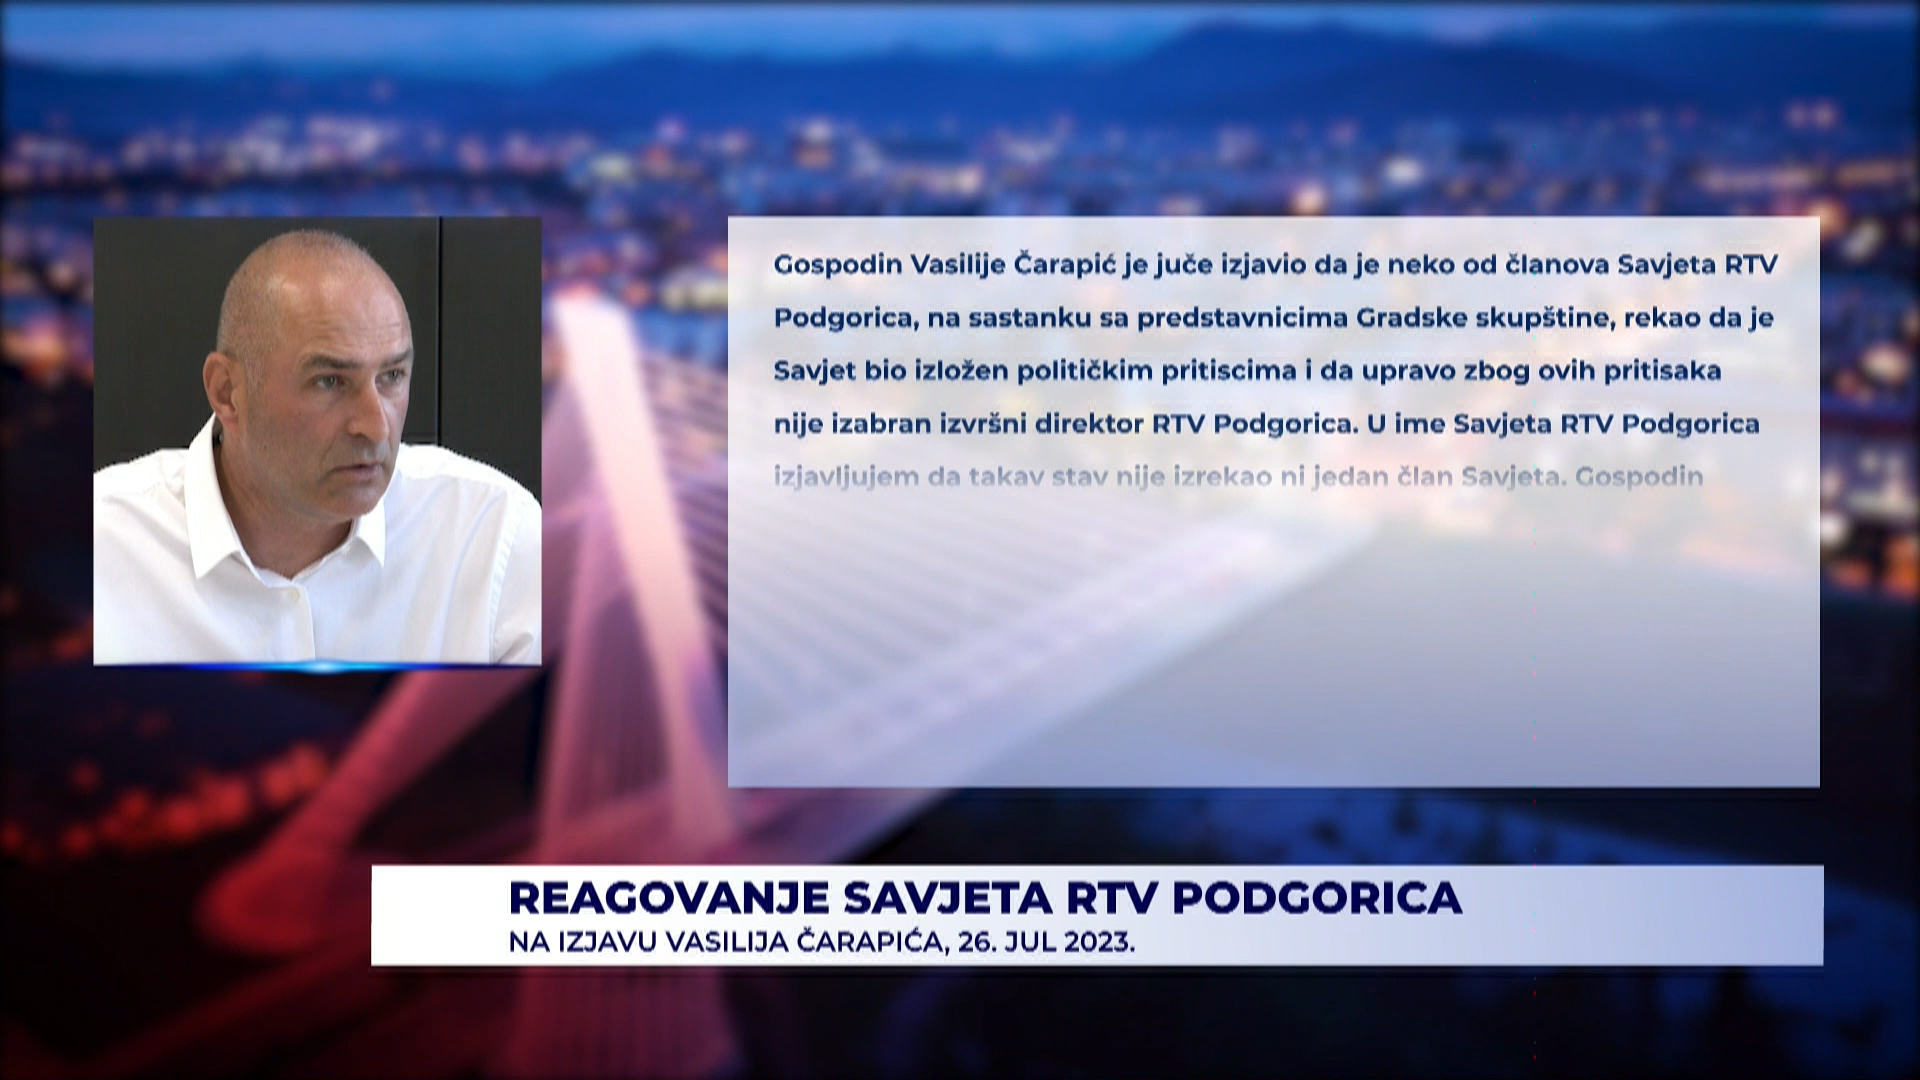 Gospodin Vasilije Čarapić je juče izjavio da je neko od članova Savjeta RTV
Podgorica, na sastanku sa predstavnicima Gradske skupštine, rekao da je
Savjet bio izložen političkim pritiscima i da upravo zbog ovih pritisaka
nije izabran izvršni direktor RTV Podgorica. U ime Savjeta RTV Podgorica
izjavljujem da takav stav nije izrekao ni jedan član Savjeta. Gospodin
REAGOVANJE SAVJETA RTV PODGORICA
NA IZJAVU VASILIJA ČARAPIĆA, 26. JUL 2023.